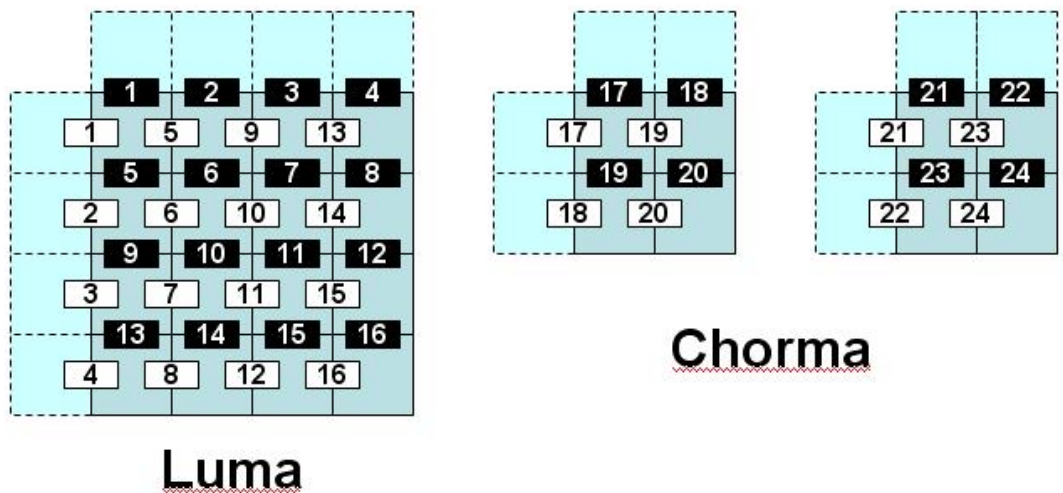 1 2 3 4 17 18 21 22
1 5 9 13 17 19 21 23
5 6 7 8 19 20 23 24
2 6 10 14 18 20 22 24
9 10 11 12
3 7 11 15
13 14 15 16
4 8 12 16
Chorma
Luma